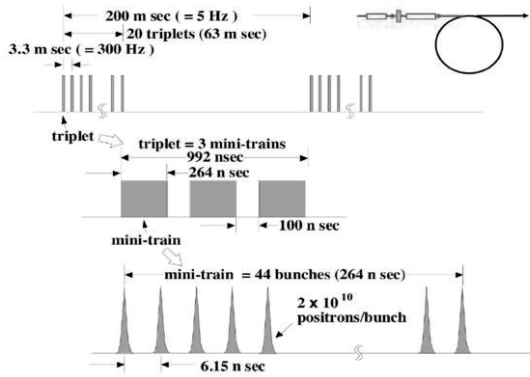 200 m sec ( = 5 Hz)
20 triplets (63 m sec)
3.3 m sec ( = 300 Hz)
triplet
triplet = 3 mini-trains
992 nsec
264 n sec
100 n sec
mini-train
mini-train = 44 bunches (264 n sec)
2 x 10^10
positrons/bunch
6.15 n sec